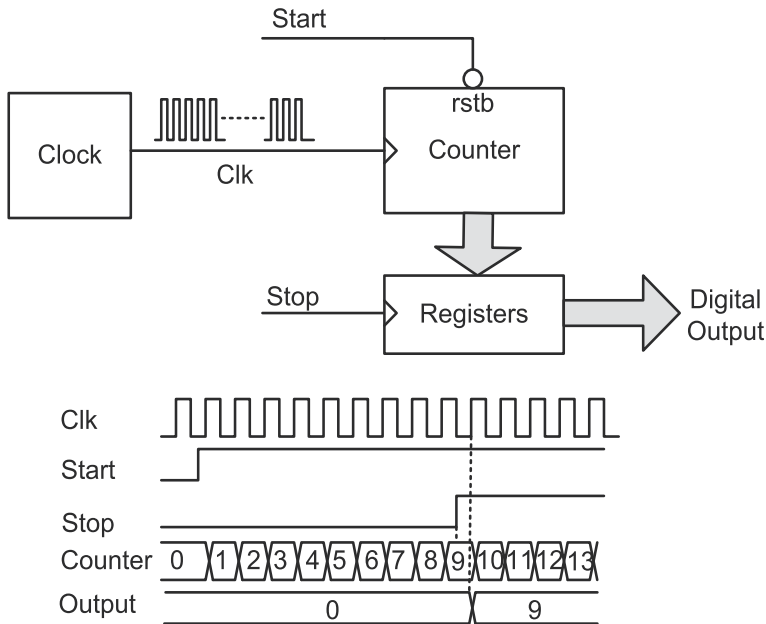 Start
rstb
Clock
Counter
Clk
Stop
Registers
Digital
Output
Clk
Start
Stop
Counter 0 1 2 3 4 5 6 7 8 9 10 11 12 13
Output 0 9